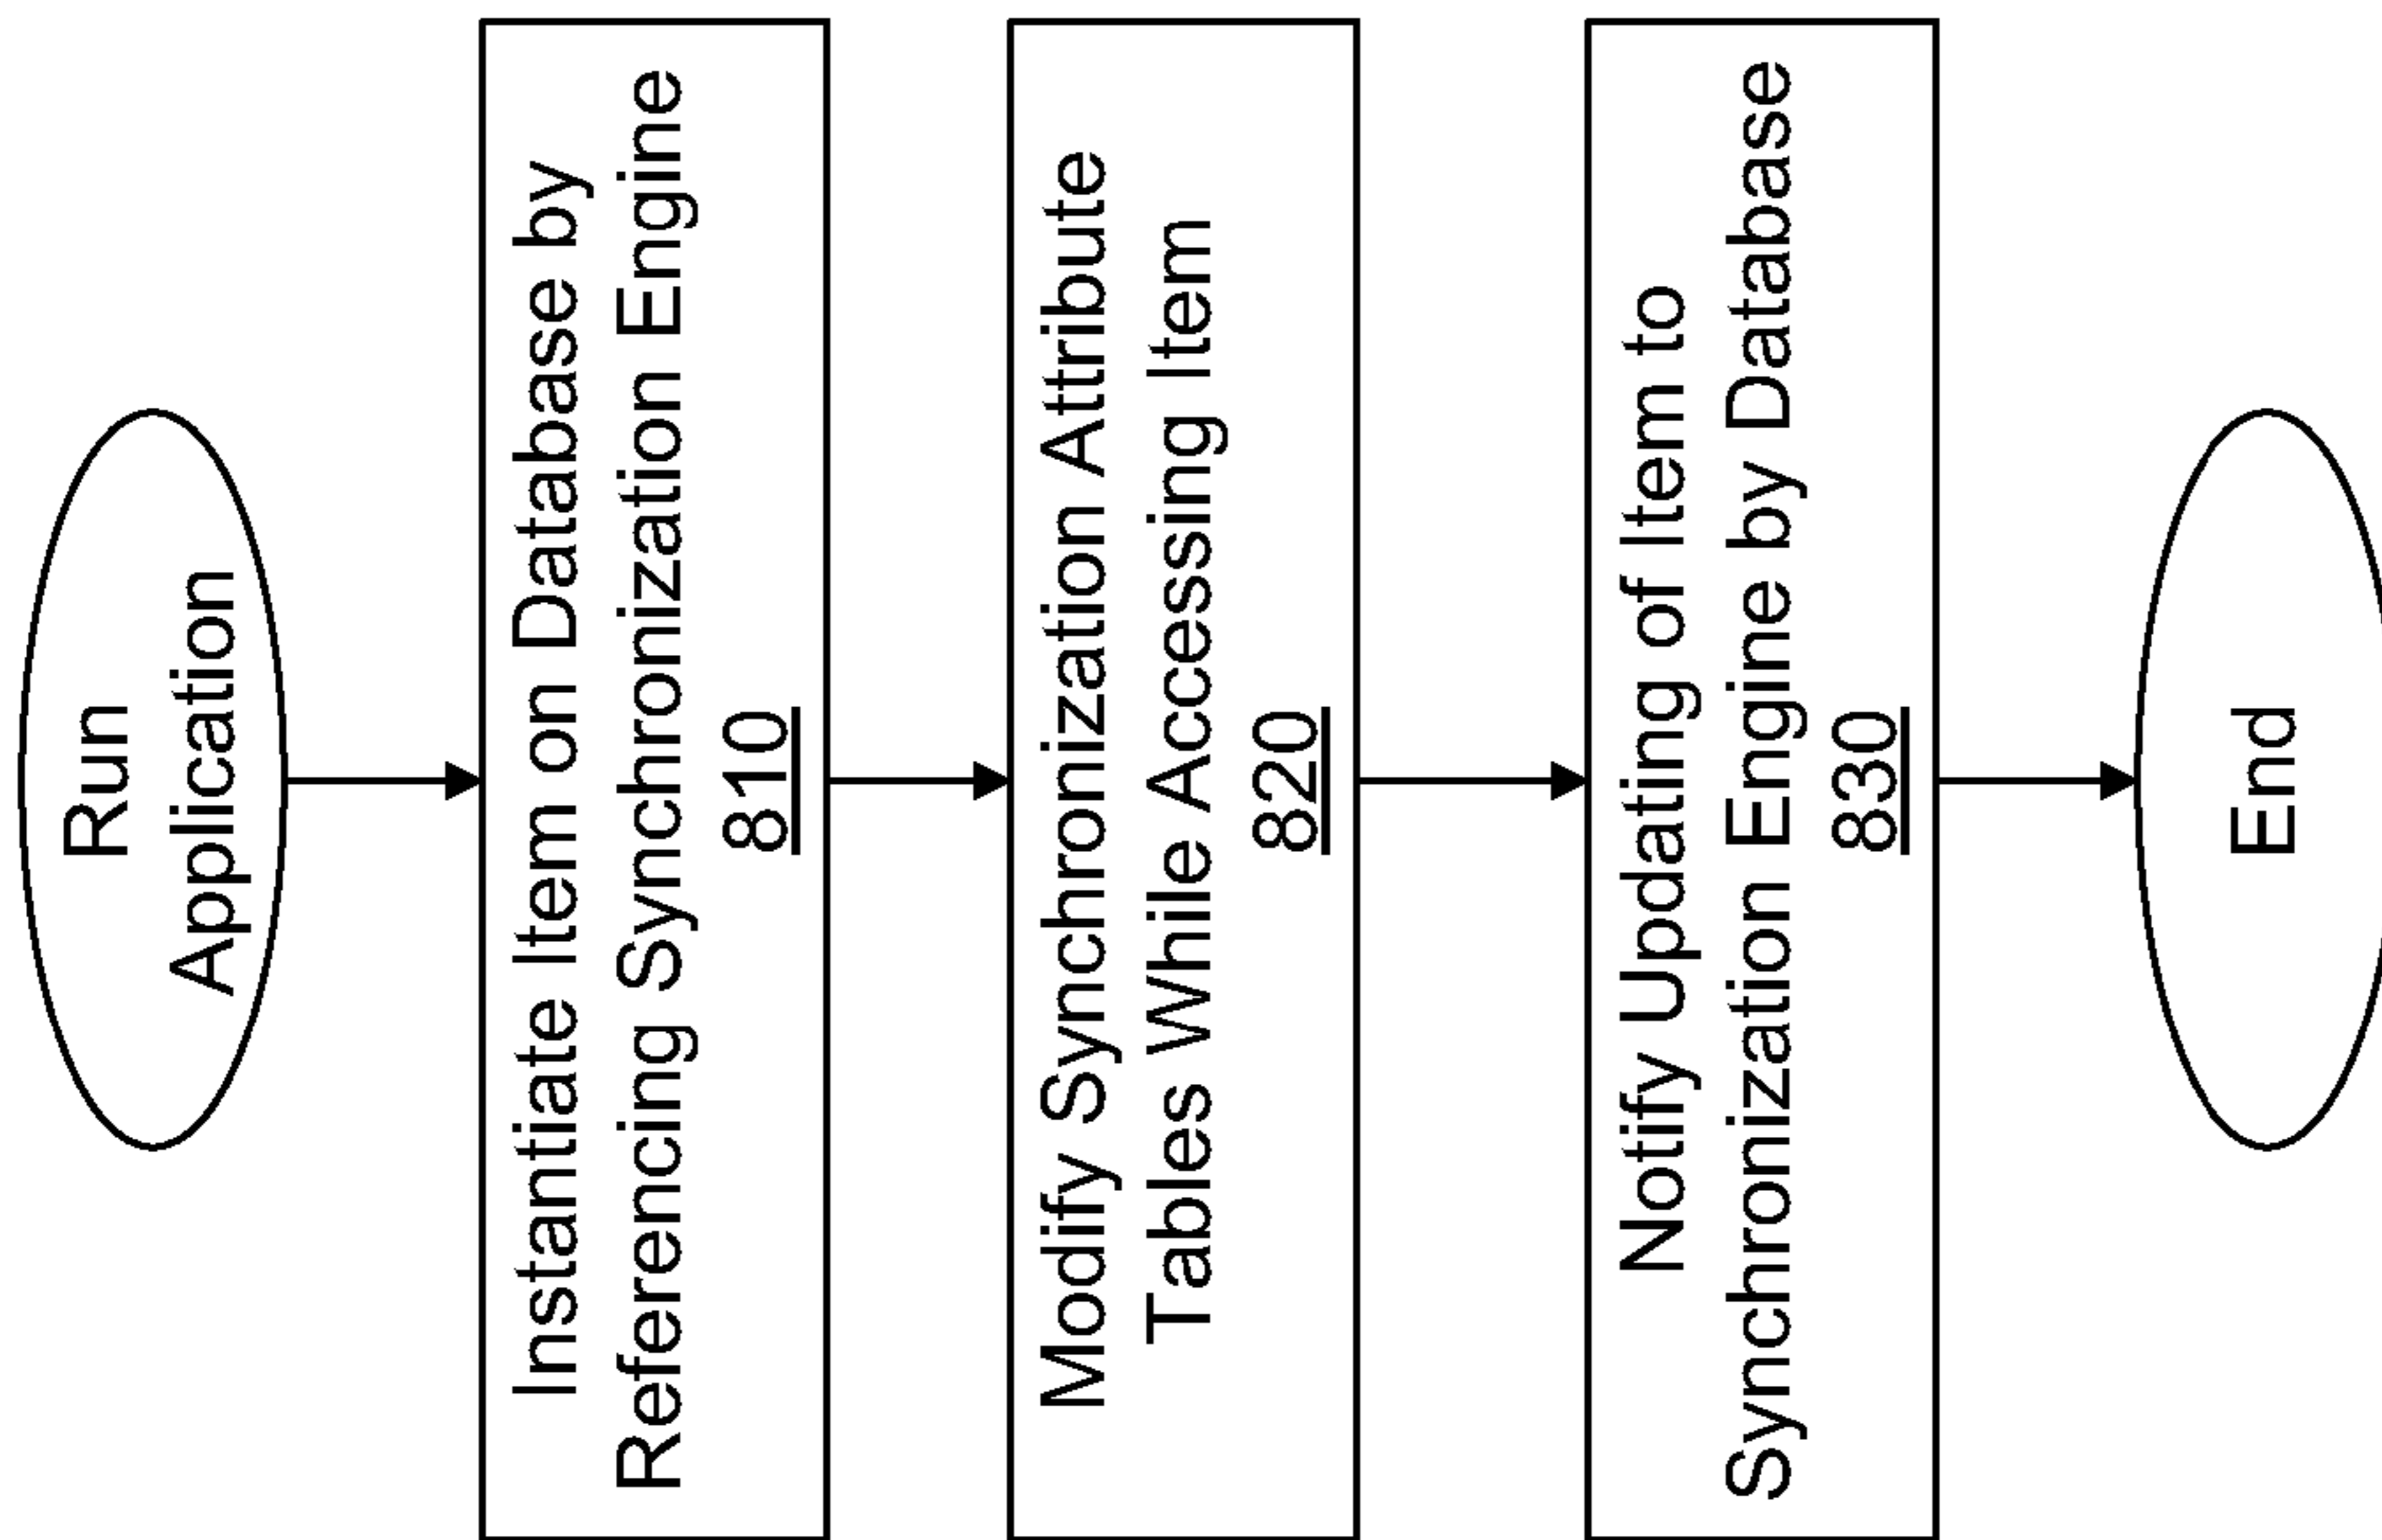 Run
Application
Instantiate Item on Database by
Referencing Synchronization Engine
810
Modify Synchronization Attribute
Tables While Accessing Item
820
Notify Updating of Item to
Synchronization Engine by Database
830
End